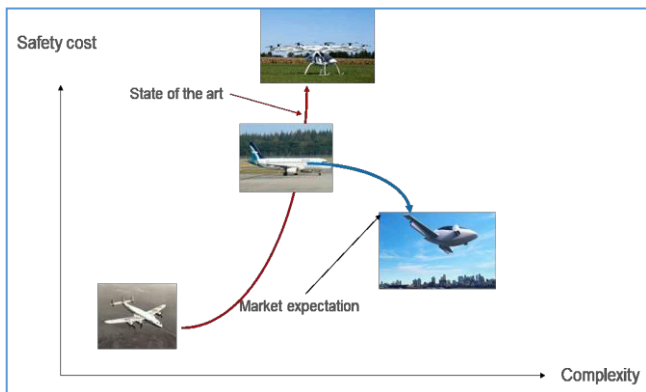 Safety cost
State of the art
Market expectation
Complexity